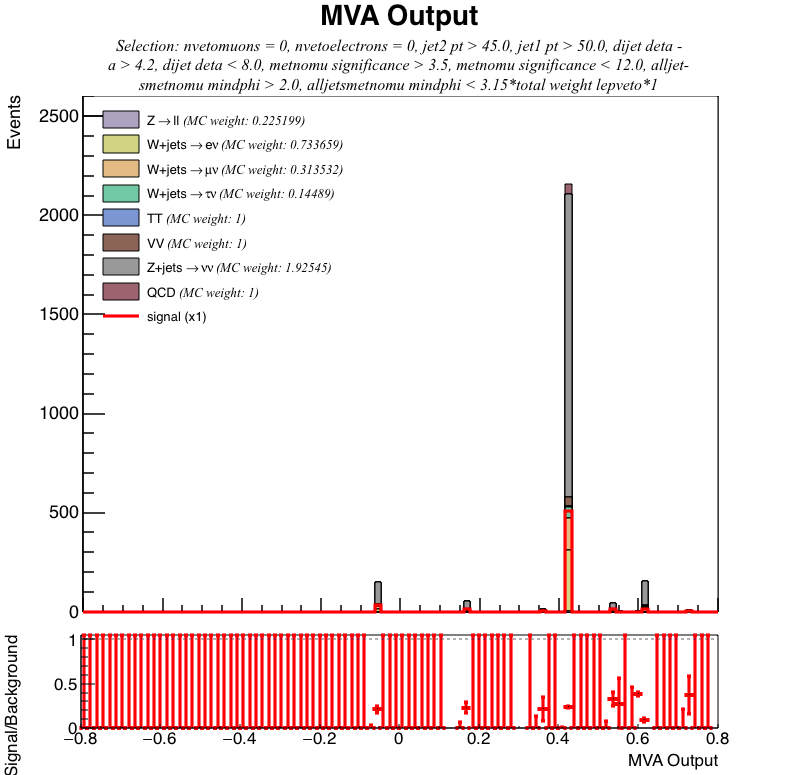 MVA Output
Selection: nvetomuons = 0, nvetoelectrons = 0, jet2 pt > 45.0, jet1 pt > 50.0, dijet deta -
a > 4.2, dijet deta < 8.0, metnomu significance > 3.5, metnomu significance < 12.0, alljet-
smetnomu mindphi > 2.0, alljetsmetnomu mindphi < 3.15*total weight lepveto*1
Events
2500
2000
1500
1000
500
0
Z→ll (MC weight: 0.225199)
W+jets→eν (MC weight: 0.733659)
W+jets→μν (MC weight: 0.313532)
W+jets→τν (MC weight: 0.14489)
TT (MC weight: 1)
VV (MC weight: 1)
Z+jets→νν (MC weight: 1.92545)
QCD (MC weight: 1)
signal (x1)
Signal/Background
1
0.5
0
−0.8 −0.6 −0.4 −0.2 0 0.2 0.4 0.6 0.8
MVA Output